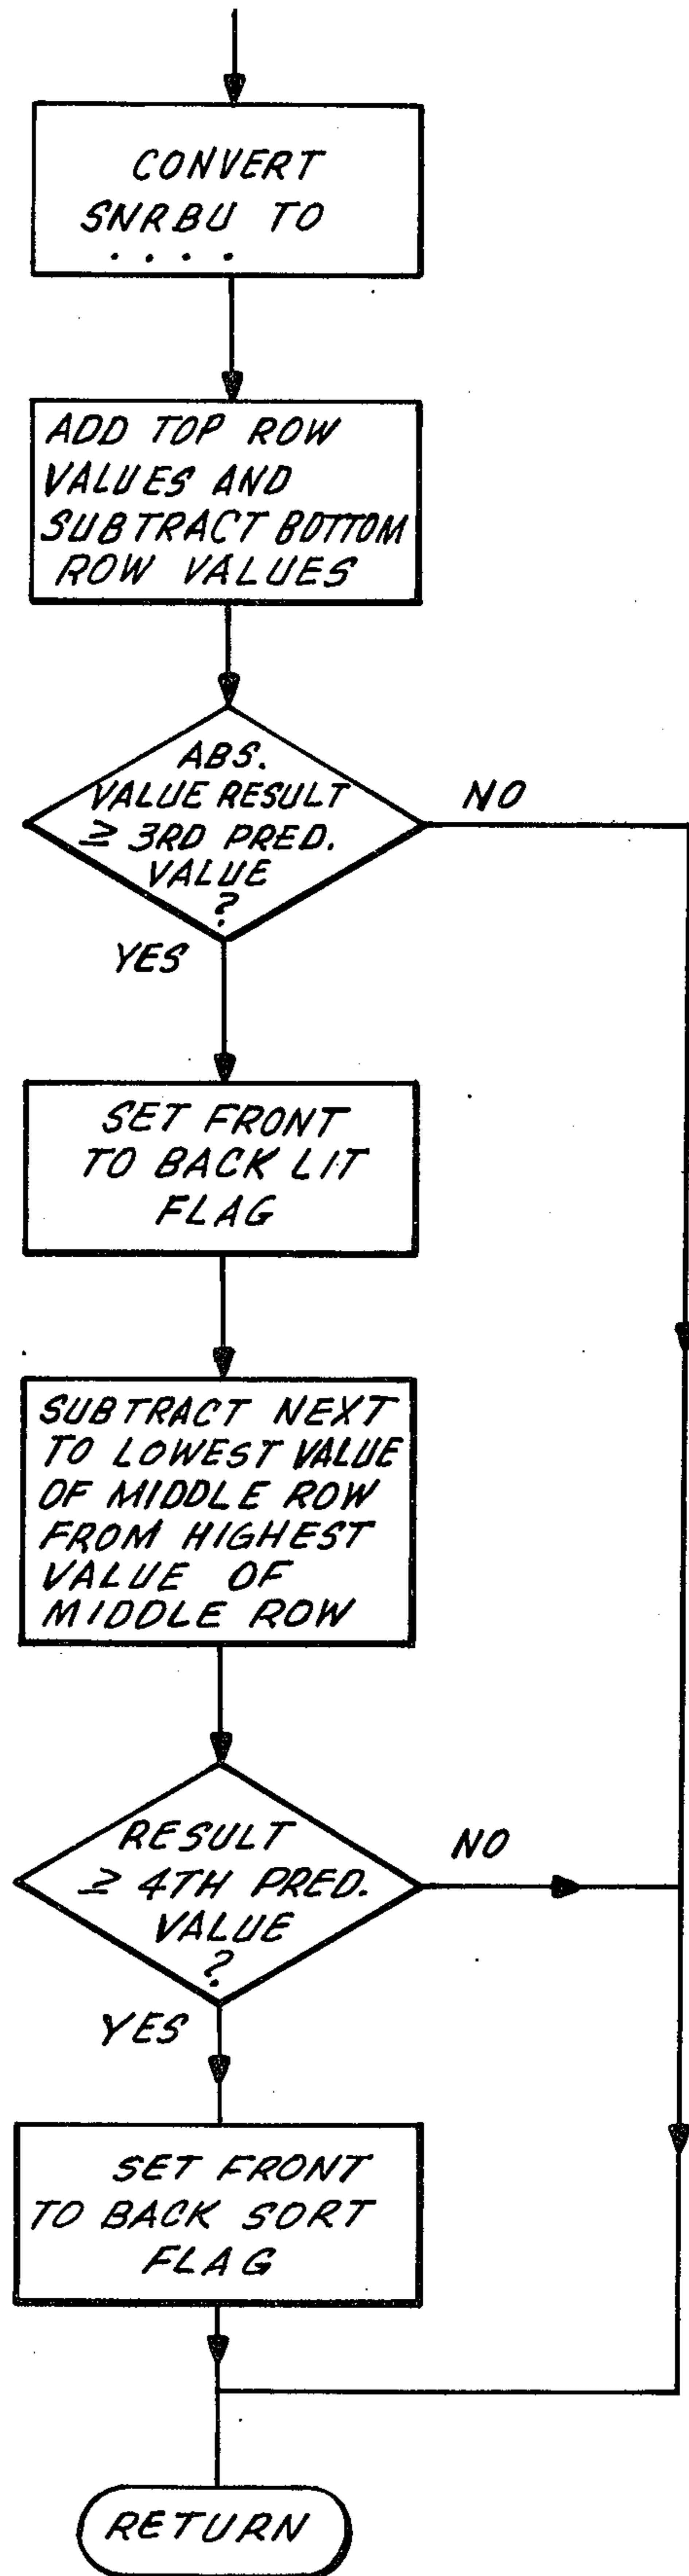 CONVERT
SNRBU TO
. . . .
ADD TOP ROW
VALUES AND
SUBTRACT BOTTOM
ROW VALUES
ABS.
VALUE RESULT
≥ 3RD PRED.
VALUE
?
NO
YES
SET FRONT
TO BACK LIT
FLAG
SUBTRACT NEXT
TO LOWEST VALUE
OF MIDDLE ROW
FROM HIGHEST
VALUE OF
MIDDLE ROW
RESULT
≥ 4TH PRED.
VALUE
?
NO
YES
SET FRONT
TO BACK SORT
FLAG
RETURN